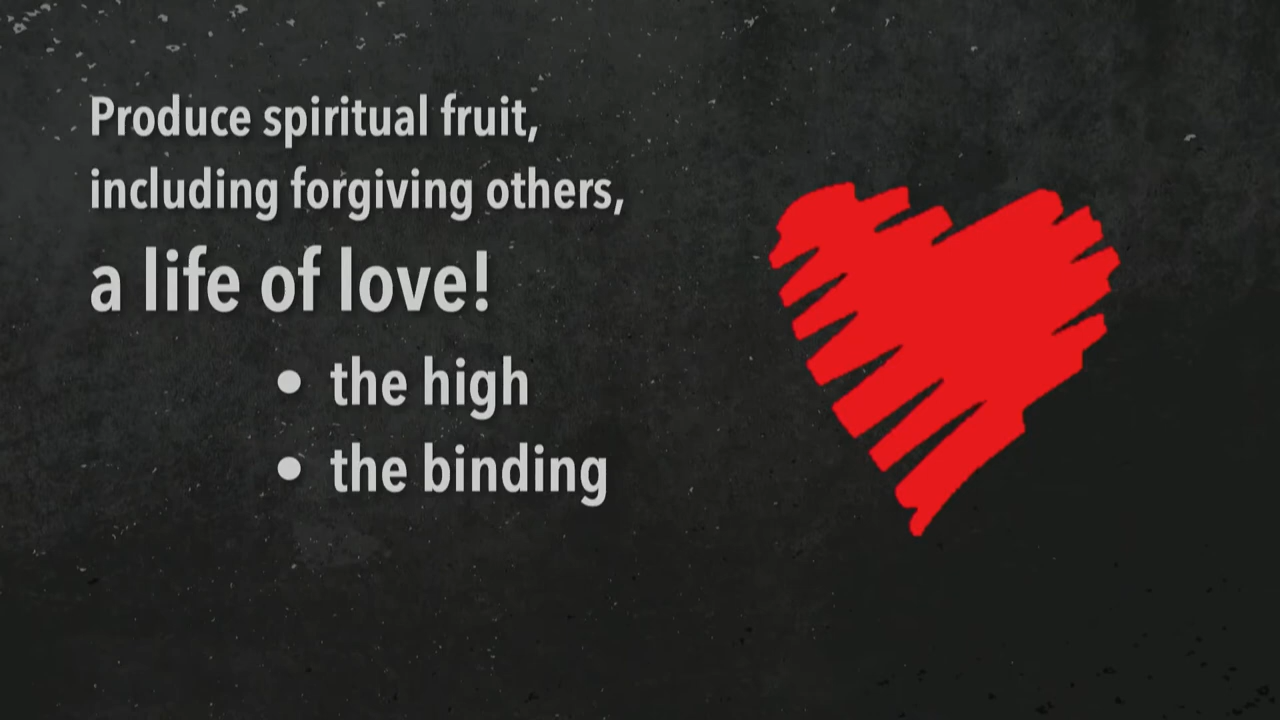 Produce spiritual fruit,
including forgiving others,
a life of love!
• the high
• the binding